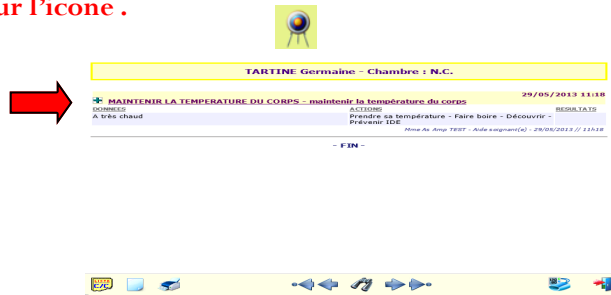 ur l’icone .
TARTINE Germaine - Chambre : N.C.
29/05/2013 11:18
MAINTENIR LA TEMPERATURE DU CORPS - maintenir la température du corps
DONNEES ACTIONS RESULTATS
A très chaud Prendre sa température - Faire boire - Découvrir -
Prévenir IDE
Mme As Amp TEST - Aide soignant(e) - 29/05/2013 // 11h18
- FIN -
LISTE
C/C